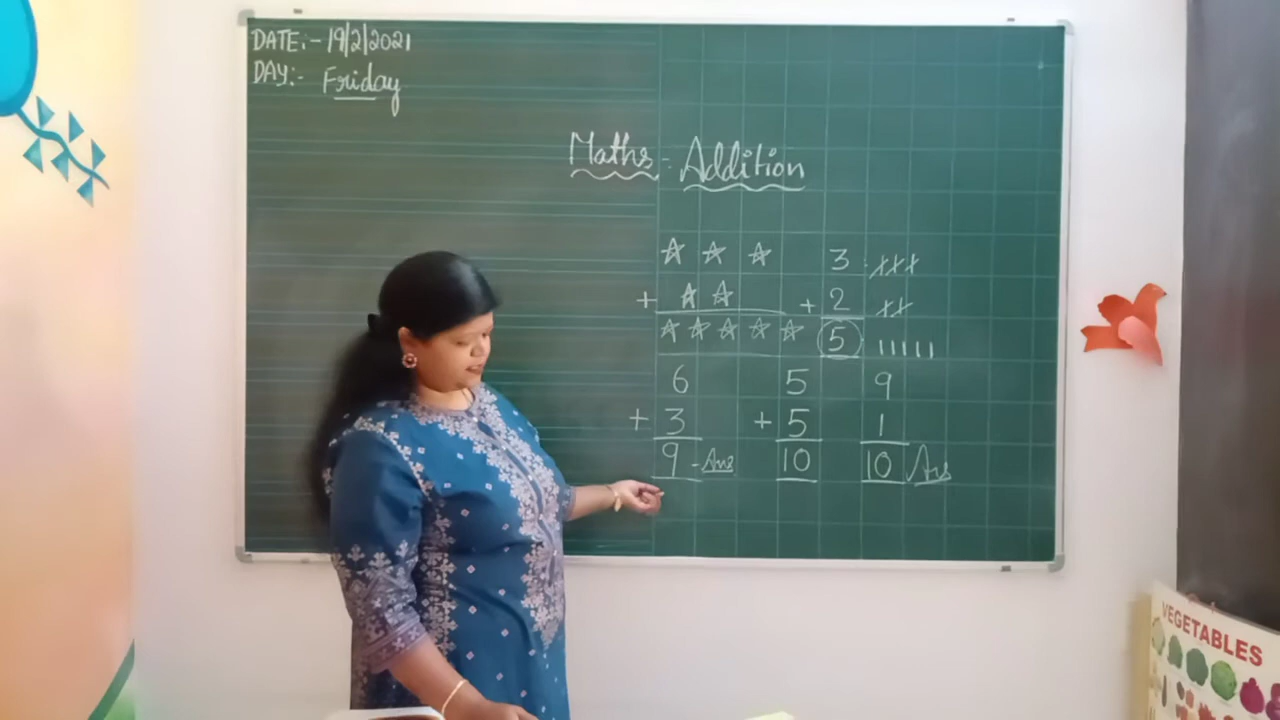 DATE:- 19/2/2021
DAY:- Friday
Maths: Addition
3
+ 2
5
6 5 9
+ 3 + 5 1
9 - Ans 10 10 Ans
VEGETABLES